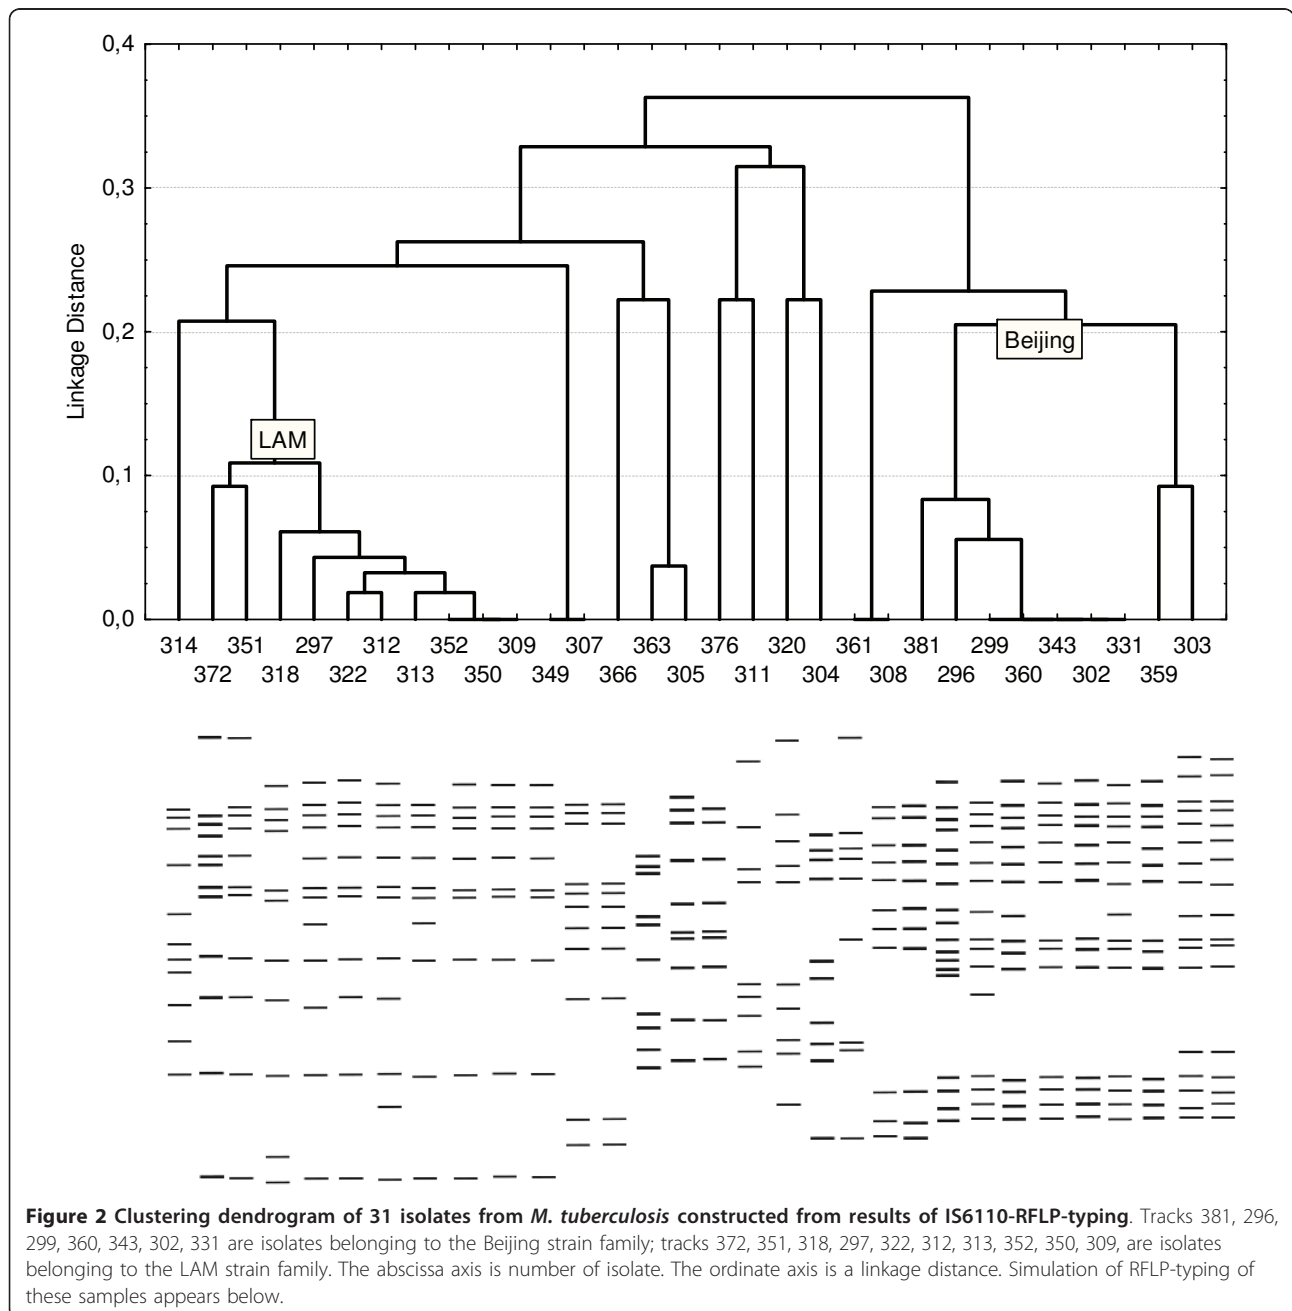 0,4
0,3
0,2
0,1
0,0
Linkage Distance
LAM
Beijing
314 351 297 312 352 309 307 363 376 320 361 381 299 343 331 303
372 318 322 313 350 349 366 305 311 304 308 296 360 302 359
Figure 2 Clustering dendrogram of 31 isolates from M. tuberculosis constructed from results of IS6110-RFLP-typing. Tracks 381, 296,
299, 360, 343, 302, 331 are isolates belonging to the Beijing strain family; tracks 372, 351, 318, 297, 322, 312, 313, 352, 350, 309, are isolates
belonging to the LAM strain family. The abscissa axis is number of isolate. The ordinate axis is a linkage distance. Simulation of RFLP-typing of
these samples appears below.